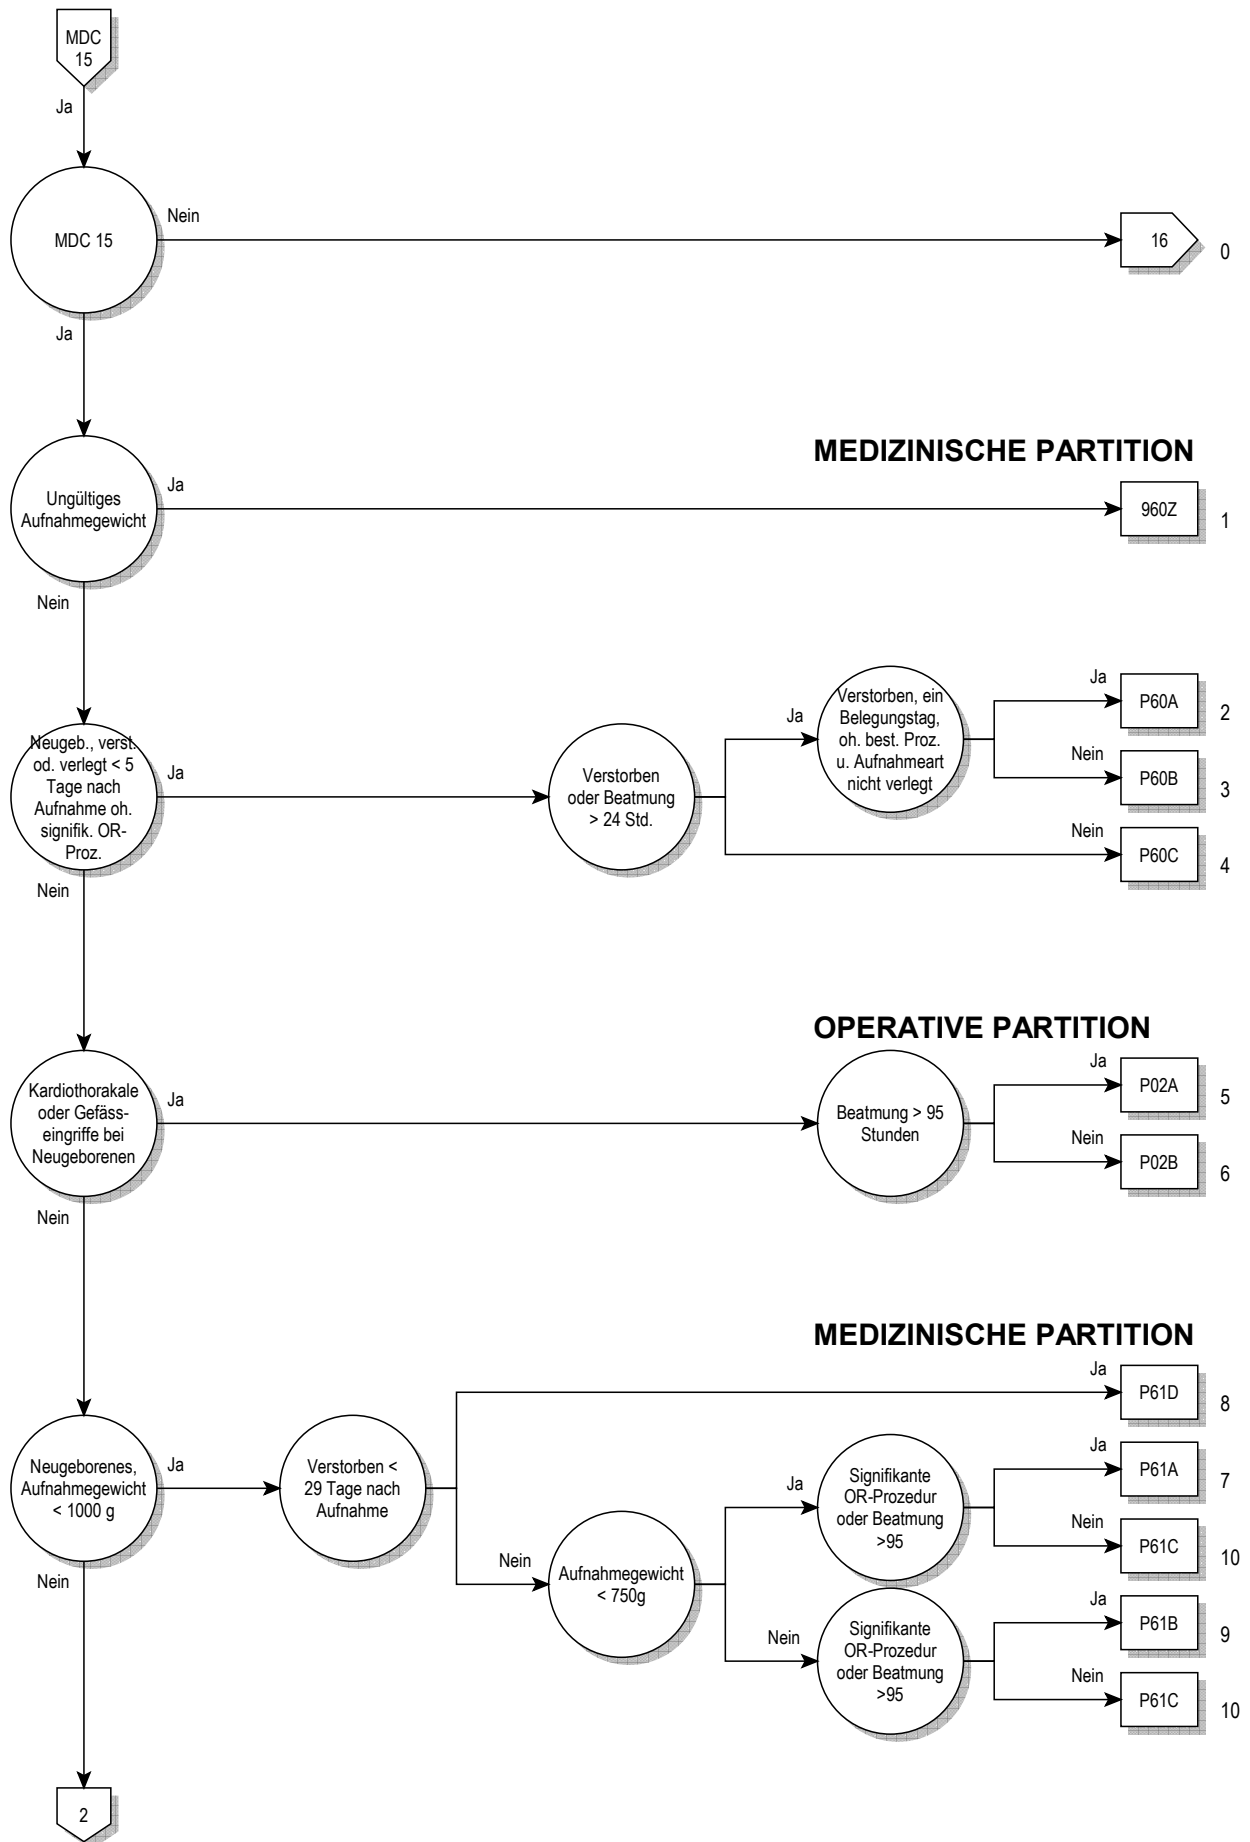 MDC
15
Ja
MDC 15
Nein
16
0
Ja
MEDIZINISCHE PARTITION
Ungültiges
Aufnahmegewicht
Ja
960Z
1
Nein
Neugeb., verst.
od. verlegt < 5
Tage nach
Aufnahme oh.
signifik. OR-
Proz.
Ja
Verstorben
oder Beatmung
> 24 Std.
Ja
Verstorben, ein
Belegungstag,
oh. best. Proz.
u. Aufnahmeart
nicht verlegt
Ja
P60A
2
Nein
P60B
3
Nein
P60C
4
Nein
OPERATIVE PARTITION
Kardiothorakale
oder Gefäss-
eingriffe bei
Neugeborenen
Ja
Beatmung > 95
Stunden
Ja
P02A
5
Nein
P02B
6
Nein
MEDIZINISCHE PARTITION
Neugeborenes,
Aufnahmegewicht
< 1000 g
Ja
Verstorben <
29 Tage nach
Aufnahme
Ja
P61D
8
Nein
Aufnahmegewicht
< 750g
Ja
Signifikante
OR-Prozedur
oder Beatmung
>95
Ja
P61A
7
Nein
P61C
10
Nein
Signifikante
OR-Prozedur
oder Beatmung
>95
Ja
P61B
9
Nein
P61C
10
Nein
2